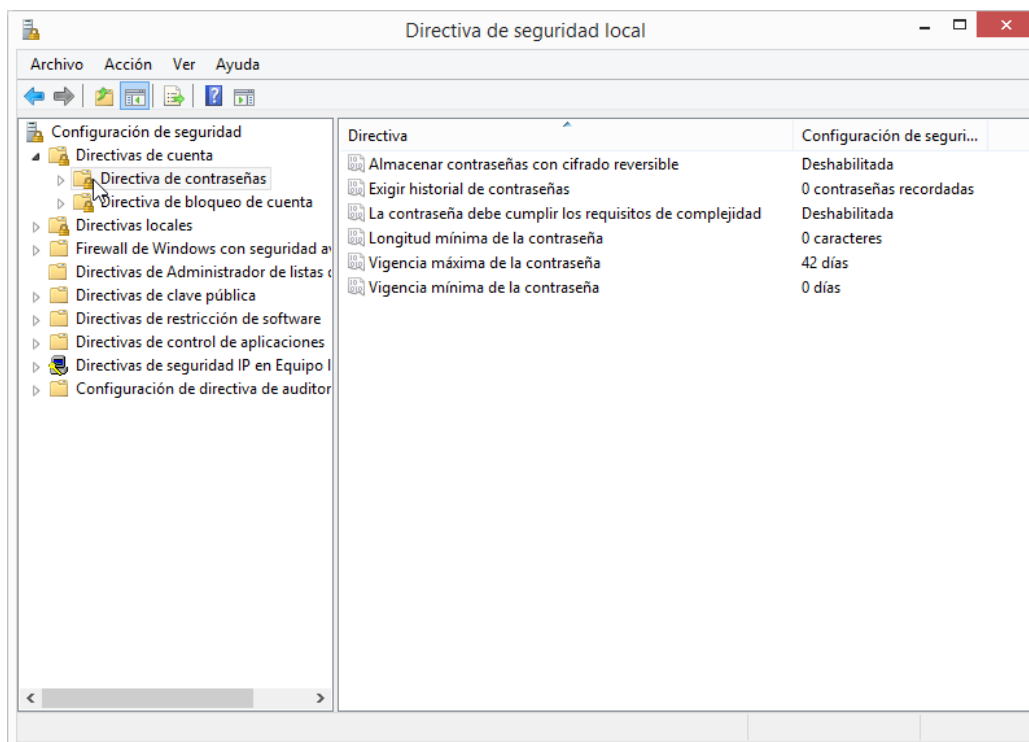 Directiva de seguridad local
Archivo Acción Ver Ayuda
Configuración de seguridad
Directivas de cuenta
Directiva de contraseñas
Directiva de bloqueo de cuenta
Directivas locales
Firewall de Windows con seguridad
Directivas de Administrador de listas
Directivas de clave pública
Directivas de restricción de software
Directivas de control de aplicaciones
Directivas de seguridad IP en Equipo
Configuración de directiva de auditor
Directiva Configuración de seguri...
Almacenar contraseñas con cifrado reversible Deshabilitada
Exigir historial de contraseñas 0 contraseñas recordadas
La contraseña debe cumplir los requisitos de complejidad Deshabilitada
Longitud mínima de la contraseña 0 caracteres
Vigencia máxima de la contraseña 42 días
Vigencia mínima de la contraseña 0 días